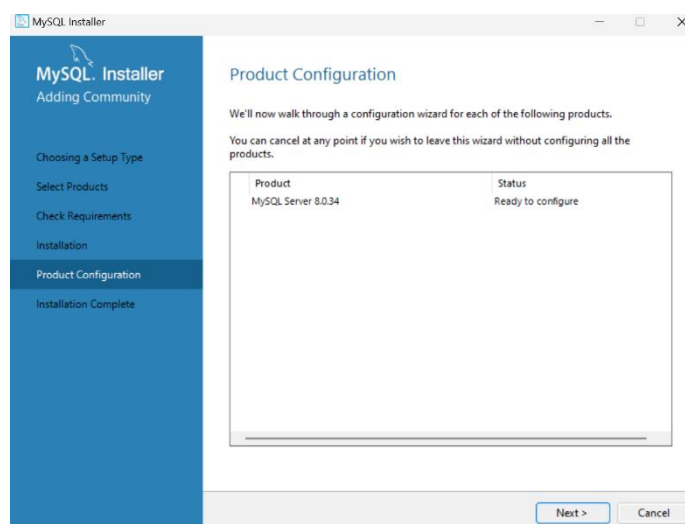 MySQL Installer
MySQL. Installer
Adding Community
Choosing a Setup Type
Select Products
Check Requirements
Installation
Product Configuration
Installation Complete
Product Configuration
We'll now walk through a configuration wizard for each of the following products.
You can cancel at any point if you wish to leave this wizard without configuring all the
products.
Product Status
MySQL Server 8.0.34 Ready to configure
Next > Cancel